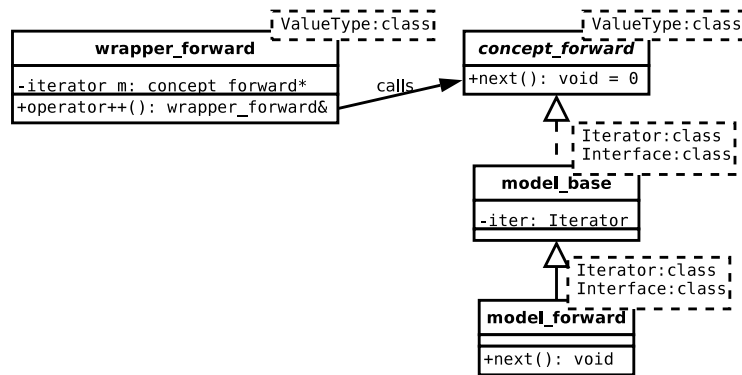 ValueType:class
wrapper_forward
-iterator_m: concept_forward*
+operator++(): wrapper_forward&
calls
ValueType:class
concept_forward
+next(): void = 0
Iterator:class
Interface:class
model_base
-iter: Iterator
Iterator:class
Interface:class
model_forward
+next(): void